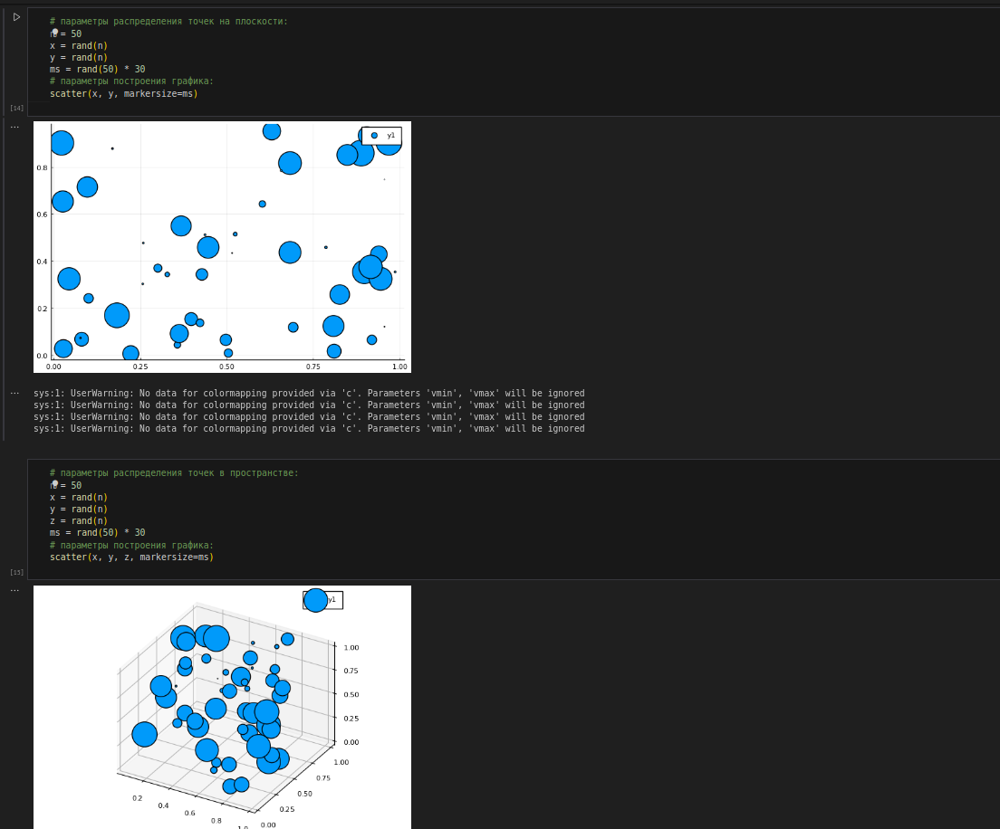 # параметры распределения точек на плоскости:
n = 50
x = rand(n)
y = rand(n)
ms = rand(50) * 30
# параметры построения графика:
scatter(x, y, markersize=ms)
[14]
...
y1
0.8
0.6
0.4
0.2
0.0
0.00 0.25 0.50 0.75 1.00
...
sys:1: UserWarning: No data for colormapping provided via 'c'. Parameters 'vmin', 'vmax' will be ignored
sys:1: UserWarning: No data for colormapping provided via 'c'. Parameters 'vmin', 'vmax' will be ignored
sys:1: UserWarning: No data for colormapping provided via 'c'. Parameters 'vmin', 'vmax' will be ignored
sys:1: UserWarning: No data for colormapping provided via 'c'. Parameters 'vmin', 'vmax' will be ignored
# параметры распределения точек в пространстве:
n = 50
x = rand(n)
y = rand(n)
z = rand(n)
ms = rand(50) * 30
# параметры построения графика:
scatter(x, y, z, markersize=ms)
[15]
...
y1
1.00
0.75
0.50
0.25
0.00
1.00
0.75
0.50
0.25
0.00
0.2
0.4
0.6
0.8
1.0